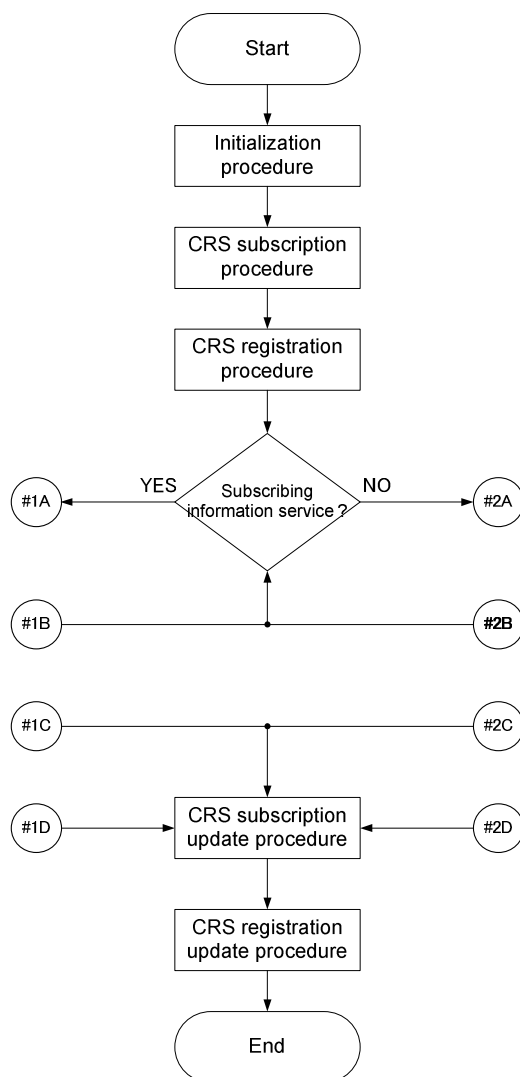 Start
Initialization
procedure
CRS subscription
procedure
CRS registration
procedure
YES
NO
#1A
Subscribing
information service?
#2A
#1B
#2B
#1C
#2C
#1D
CRS subscription
update procedure
#2D
CRS registration
update procedure
End